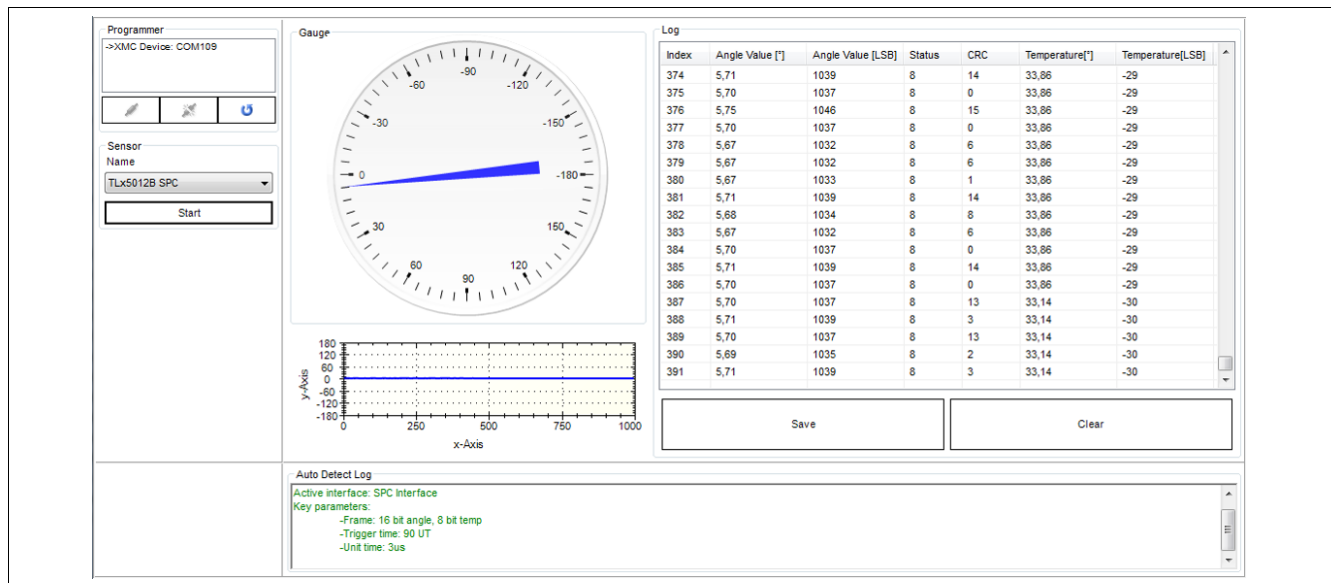 Programmer
->XMC Device: COM109
Sensor
Name
TLx5012B SPC
Start
Gauge
-90
-60 -120
-30 -150
0 -180
30 150
60 120
90
180
120
60
0
-60
-120
-180
y-Axis
0 250 500 750 1000
x-Axis
Log
Index Angle Value [°] Angle Value [LSB] Status CRC Temperature[°] Temperature[LSB]
374 5,71 1039 8 14 33,86 -29
375 5,70 1037 8 0 33,86 -29
376 5,75 1046 8 15 33,86 -29
377 5,70 1037 8 0 33,86 -29
378 5,67 1032 8 6 33,86 -29
379 5,67 1032 8 6 33,86 -29
380 5,67 1033 8 1 33,86 -29
381 5,71 1039 8 14 33,86 -29
382 5,68 1034 8 8 33,86 -29
383 5,67 1032 8 6 33,86 -29
384 5,70 1037 8 0 33,86 -29
385 5,71 1039 8 14 33,86 -29
386 5,70 1037 8 0 33,86 -29
387 5,70 1037 8 13 33,14 -30
388 5,71 1039 8 3 33,14 -30
389 5,70 1037 8 13 33,14 -30
390 5,69 1035 8 2 33,14 -30
391 5,71 1039 8 3 33,14 -30
Save Clear
Auto Detect Log
Active interface: SPC Interface
Key parameters:
-Frame: 16 bit angle, 8 bit temp
-Trigger time: 90 UT
-Unit time: 3us